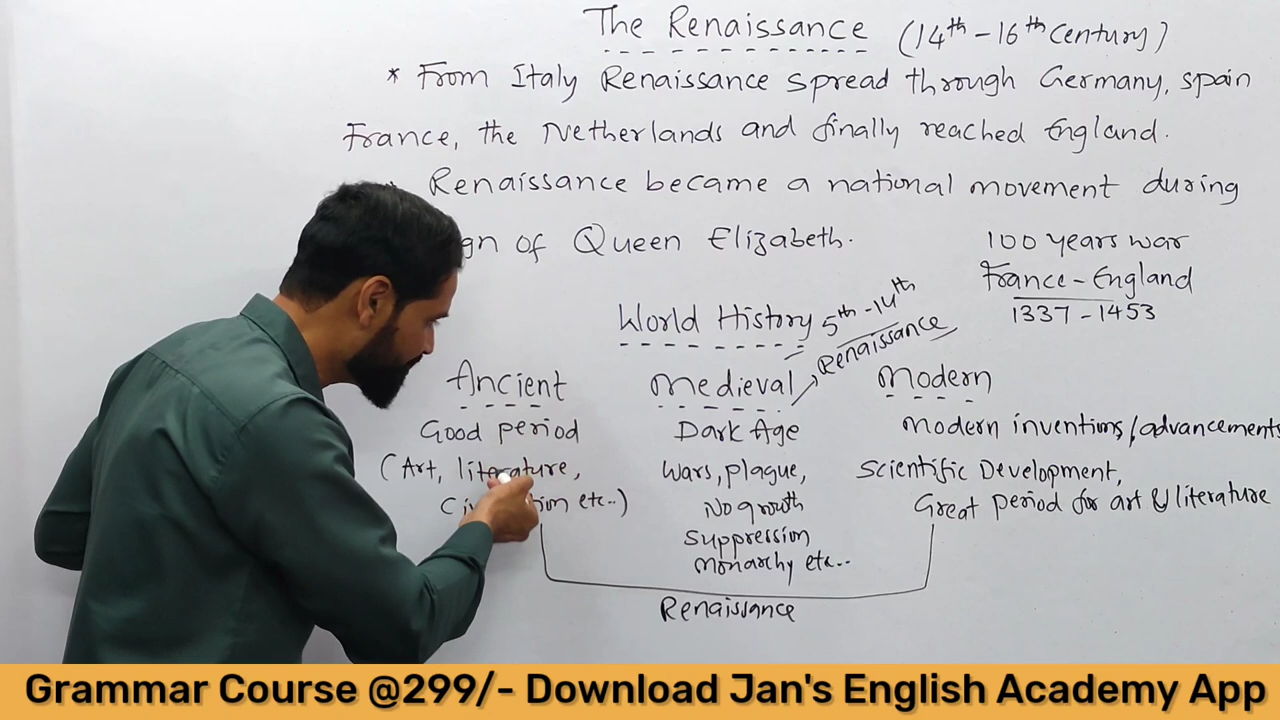 The Renaissance (14th - 16th Century)
* From Italy Renaissance spread through Germany, spain
France, the Netherlands and finally reached England.
Renaissance became a national movement during
gn of Queen Elizabeth.
100 years war
France - England
1337 - 1453
World History
5th - 14th
Renaissance
Ancient
Good period
(Art, literature,
etc..)
Medieval
Dark Age
Wars, plague,
No growth
suppression
Monarchy etc...
Modern
Modern inventions/advancements
Scientific Development,
Great period for art & literature
Renaissance
Grammar Course @299/- Download Jan's English Academy App